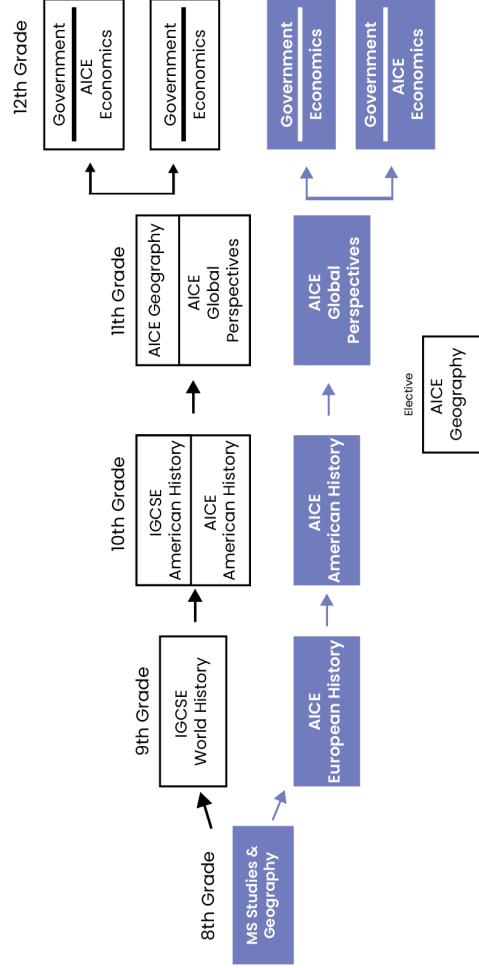 8th Grade
MS Studies &
Geography
9th Grade
IGCSE
World History
AICE
European History
10th Grade
IGCSE
American History
AICE
American History
AICE
American History
11th Grade
AICE Geography
AICE
Global
Perspectives
AICE
Global
Perspectives
Elective
AICE
Geography
12th Grade
Government
AICE
Economics
Government
Economics
Government
Economics
Government
AICE
Economics